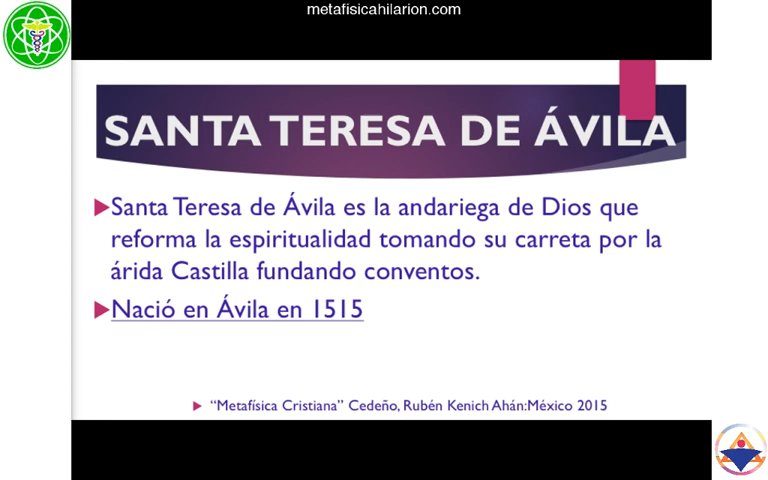 metafisicahilarion.com
SANTA TERESA DE ÁVILA
Santa Teresa de Ávila es la andariega de Dios que
reforma la espiritualidad tomando su carreta por la
árida Castilla fundando conventos.
Nació en Ávila en 1515
“Metafísica Cristiana” Cedeño, Rubén Kenich Ahán:México 2015